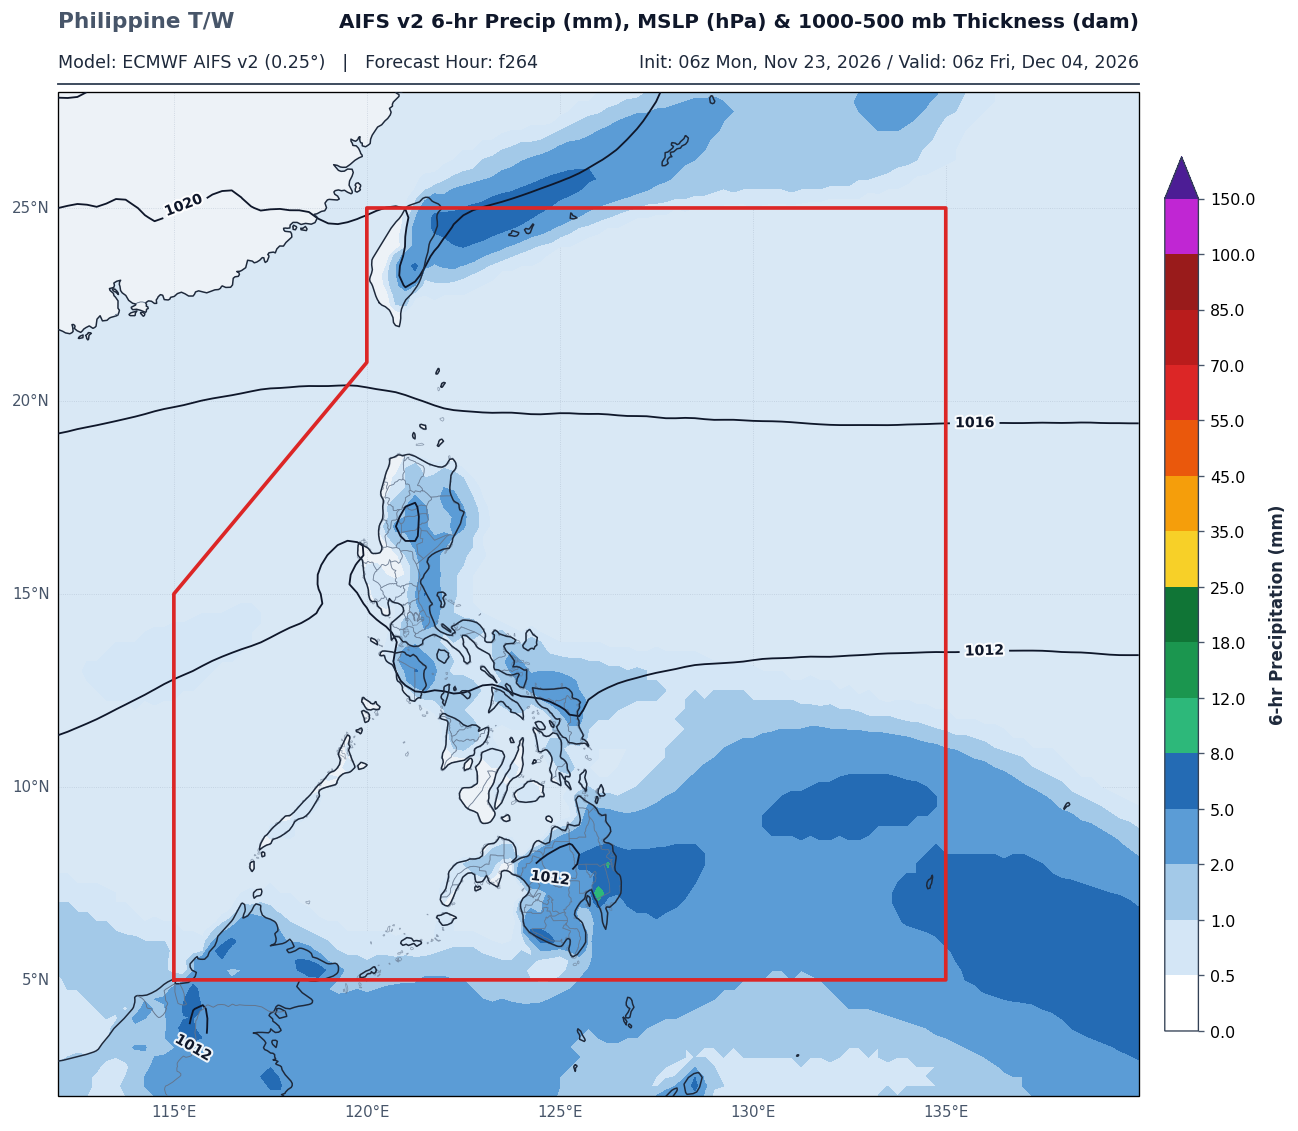 Philippine T/W
AIFS v2 6-hr Precip (mm), MSLP (hPa) & 1000-500 mb Thickness (dam)
Model: ECMWF AIFS v2 (0.25°) | Forecast Hour: f264
Init: 06z Mon, Nov 23, 2026 / Valid: 06z Fri, Dec 04, 2026
25°N
20°N
15°N
10°N
5°N
115°E
120°E
125°E
130°E
135°E
1020
1016
1012
1012
1012
150.0
100.0
85.0
70.0
55.0
45.0
35.0
25.0
18.0
12.0
8.0
5.0
2.0
1.0
0.5
0.0
6-hr Precipitation (mm)